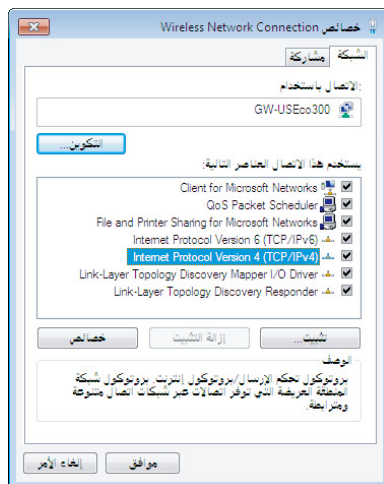 خصائص Wireless Network Connection
الشبكة مشاركة
الاتصال باستخدام:
GW-USEco300
التكوين...
يستخدم هذا الاتصال العناصر التالية:
Client for Microsoft Networks
QoS Packet Scheduler
File and Printer Sharing for Microsoft Networks
Internet Protocol Version 6 (TCP/IPv6)
Internet Protocol Version 4 (TCP/IPv4)
Link-Layer Topology Discovery Mapper I/O Driver
Link-Layer Topology Discovery Responder
تثبيت... إزالة التثبيت خصائص
الوصف
بروتوكول تحكم الإرسال/بروتوكول إنترنت. بروتوكول شبكة
المنطقة العريضة التي توفر اتصالات عبر شبكات اتصال متنوعة
ومترابطة.
موافق إلغاء الأمر